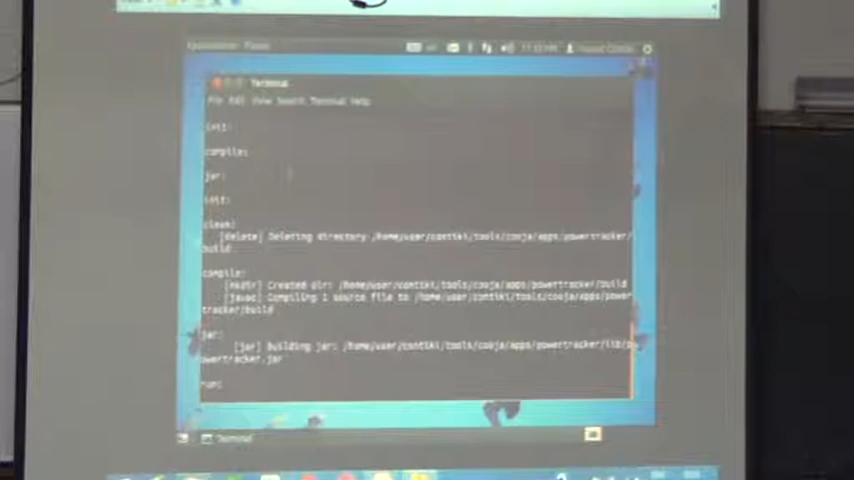 Terminal
File Edit View Search Terminal Help
init:
compile:
jar:
init:
clean:
[delete] Deleting directory /home/user/contiki/tools/cooja/apps/powertracker/
build
compile:
[mkdir] Created dir: /home/user/contiki/tools/cooja/apps/powertracker/build
[javac] Compiling 1 source file to /home/user/contiki/tools/cooja/apps/power
tracker/build
jar:
[jar] Building jar: /home/user/contiki/tools/cooja/apps/powertracker/lib/p
owertracker.jar
run:
Terminal